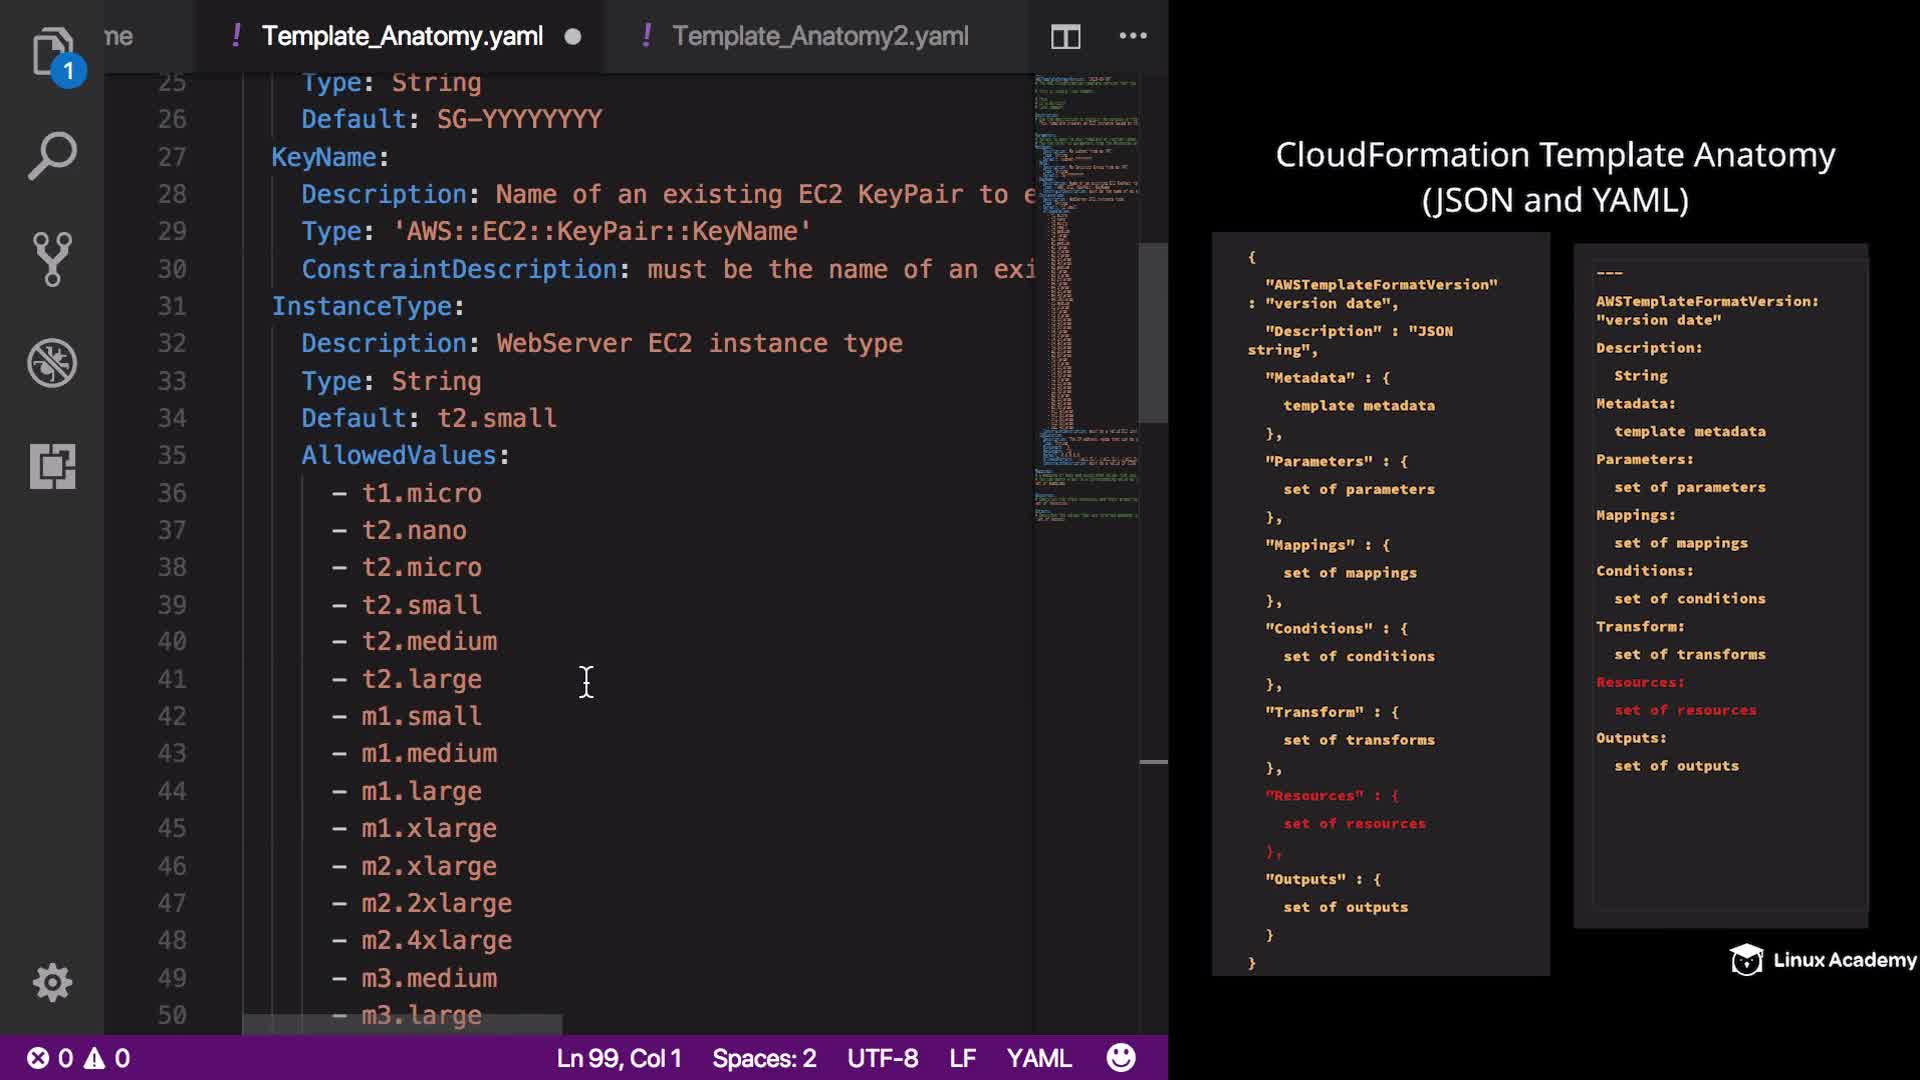 me
! Template_Anatomy.yaml
! Template_Anatomy2.yaml
1
25 Type: String
26 Default: SG-YYYYYYYY
27 KeyName:
28 Description: Name of an existing EC2 KeyPair to e
29 Type: 'AWS::EC2::KeyPair::KeyName'
30 ConstraintDescription: must be the name of an exi
31 InstanceType:
32 Description: WebServer EC2 instance type
33 Type: String
34 Default: t2.small
35 AllowedValues:
36 - t1.micro
37 - t2.nano
38 - t2.micro
39 - t2.small
40 - t2.medium
41 - t2.large
42 - m1.small
43 - m1.medium
44 - m1.large
45 - m1.xlarge
46 - m2.xlarge
47 - m2.2xlarge
48 - m2.4xlarge
49 - m3.medium
50 - m3.large
0 0 Ln 99, Col 1 Spaces: 2 UTF-8 LF YAML
CloudFormation Template Anatomy
(JSON and YAML)
{
"AWSTemplateFormatVersion"
: "version date",
"Description" : "JSON
string",
"Metadata" : {
template metadata
},
"Parameters" : {
set of parameters
},
"Mappings" : {
set of mappings
},
"Conditions" : {
set of conditions
},
"Transform" : {
set of transforms
},
"Resources" : {
set of resources
},
"Outputs" : {
set of outputs
}
}
---
AWSTemplateFormatVersion:
"version date"
Description:
String
Metadata:
template metadata
Parameters:
set of parameters
Mappings:
set of mappings
Conditions:
set of conditions
Transform:
set of transforms
Resources:
set of resources
Outputs:
set of outputs
Linux Academy